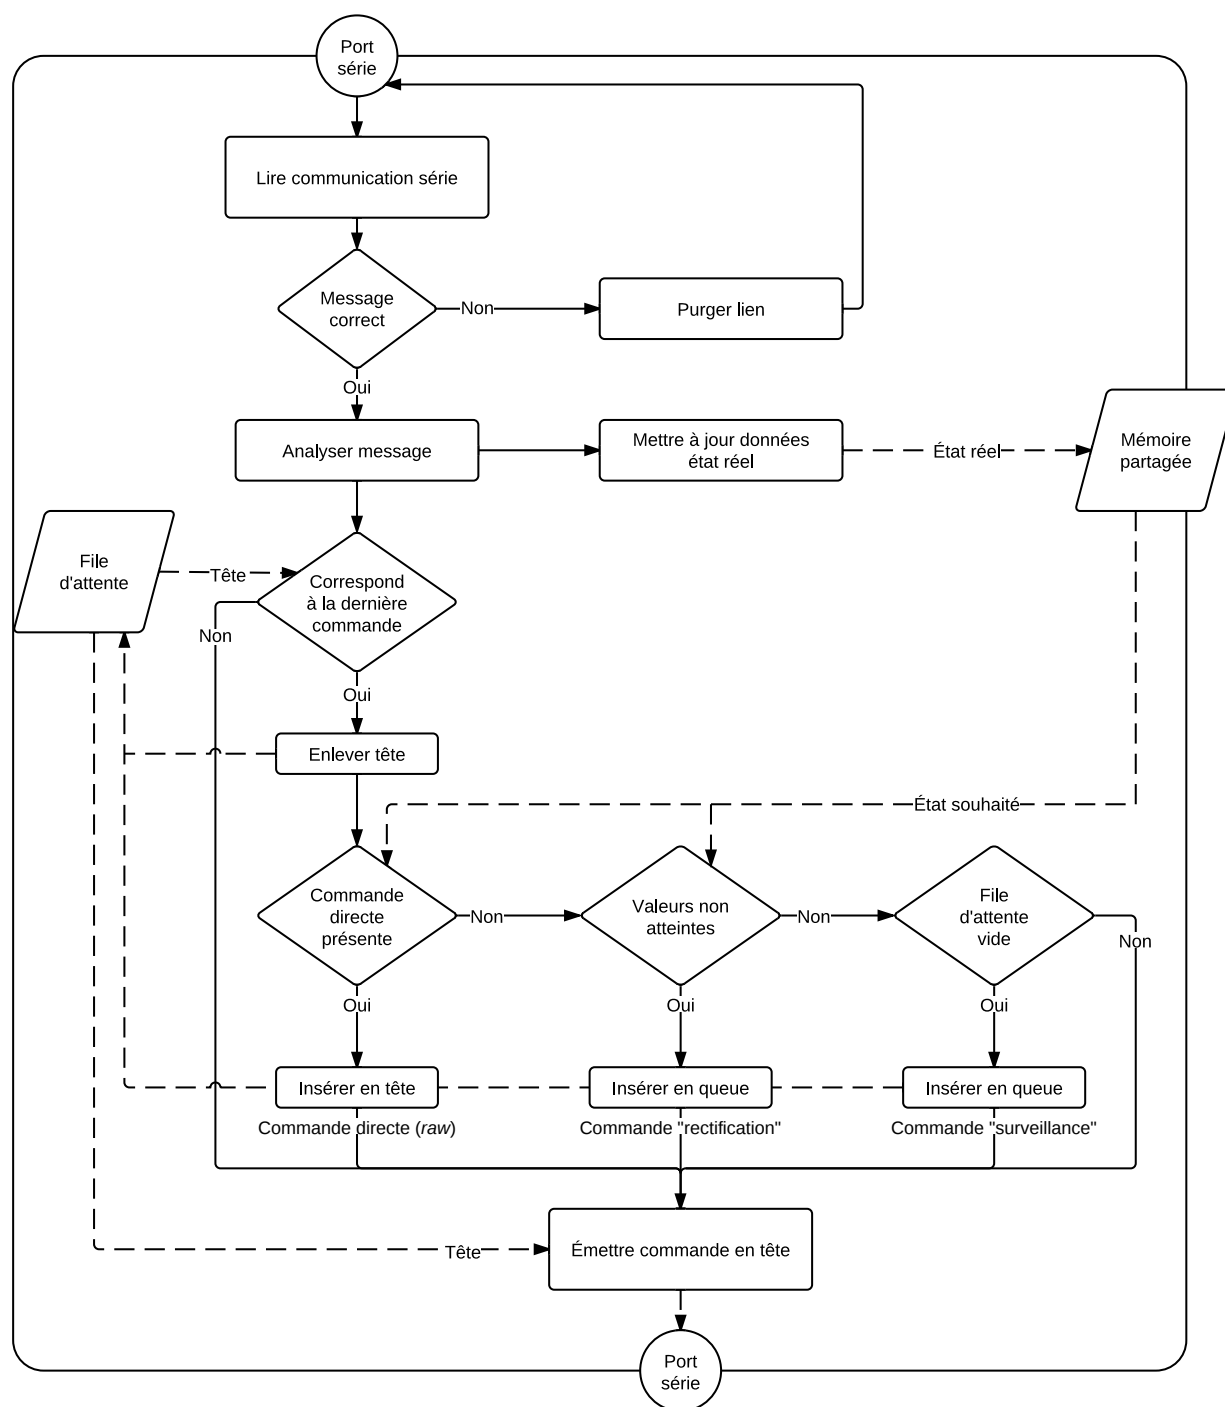 Port
série
Lire communication série
Message
correct
Non
Purger lien
Oui
Analyser message
Mettre à jour données
état réel
État réel
Mémoire
partagée
File
d'attente
Tête
Correspond
à la dernière
commande
Non
Oui
Enlever tête
État souhaité
Commande
directe
présente
Non
Valeurs non
atteintes
Non
File
d'attente
vide
Non
Oui
Oui
Oui
Insérer en tête
Insérer en queue
Insérer en queue
Commande directe (raw)
Commande "rectification"
Commande "surveillance"
Émettre commande en tête
Tête
Port
série